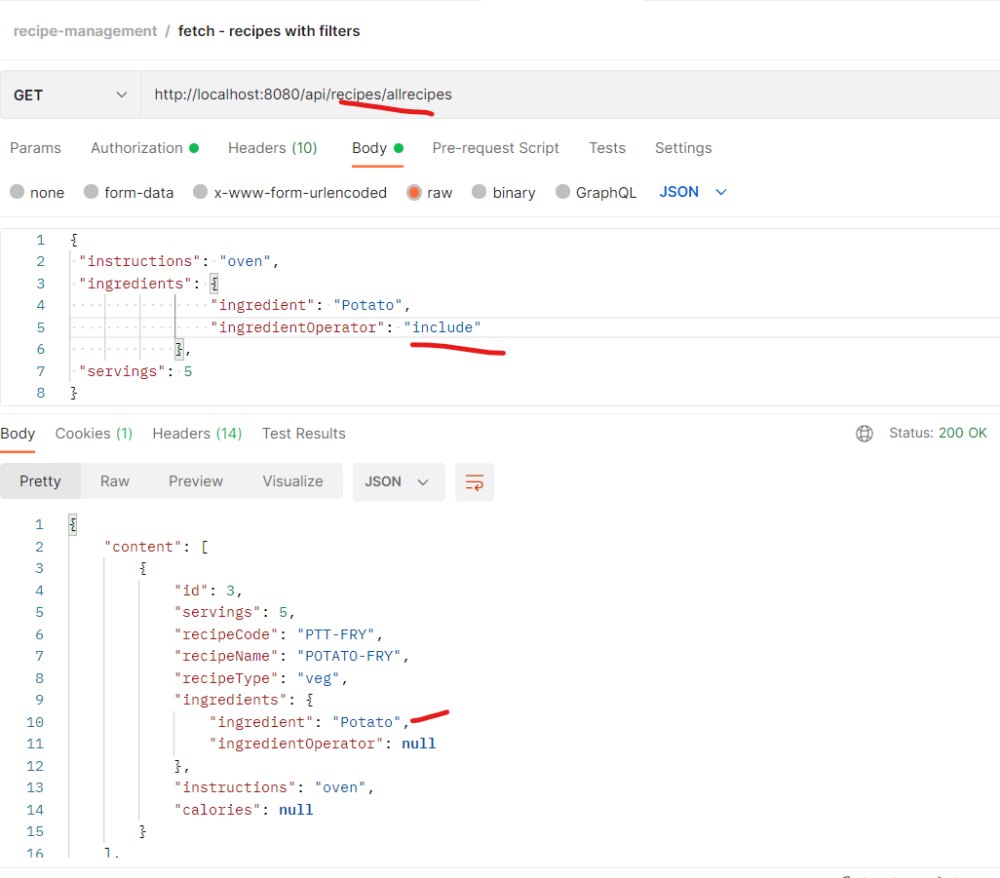 recipe-management / fetch - recipes with filters
GET http://localhost:8080/api/recipes/allrecipes
Params Authorization Headers (10) Body Pre-request Script Tests Settings
none form-data x-www-form-urlencoded raw binary GraphQL JSON
1 {
2 "instructions": "oven",
3 "ingredients": {
4 "ingredient": "Potato",
5 "ingredientOperator": "include"
6 },
7 "servings": 5
8 }
Body Cookies (1) Headers (14) Test Results Status: 200 OK
Pretty Raw Preview Visualize JSON
1 {
2 "content": [
3 {
4 "id": 3,
5 "servings": 5,
6 "recipeCode": "PTT-FRY",
7 "recipeName": "POTATO-FRY",
8 "recipeType": "veg",
9 "ingredients": {
10 "ingredient": "Potato",
11 "ingredientOperator": null
12 },
13 "instructions": "oven",
14 "calories": null
15 }
16 ],